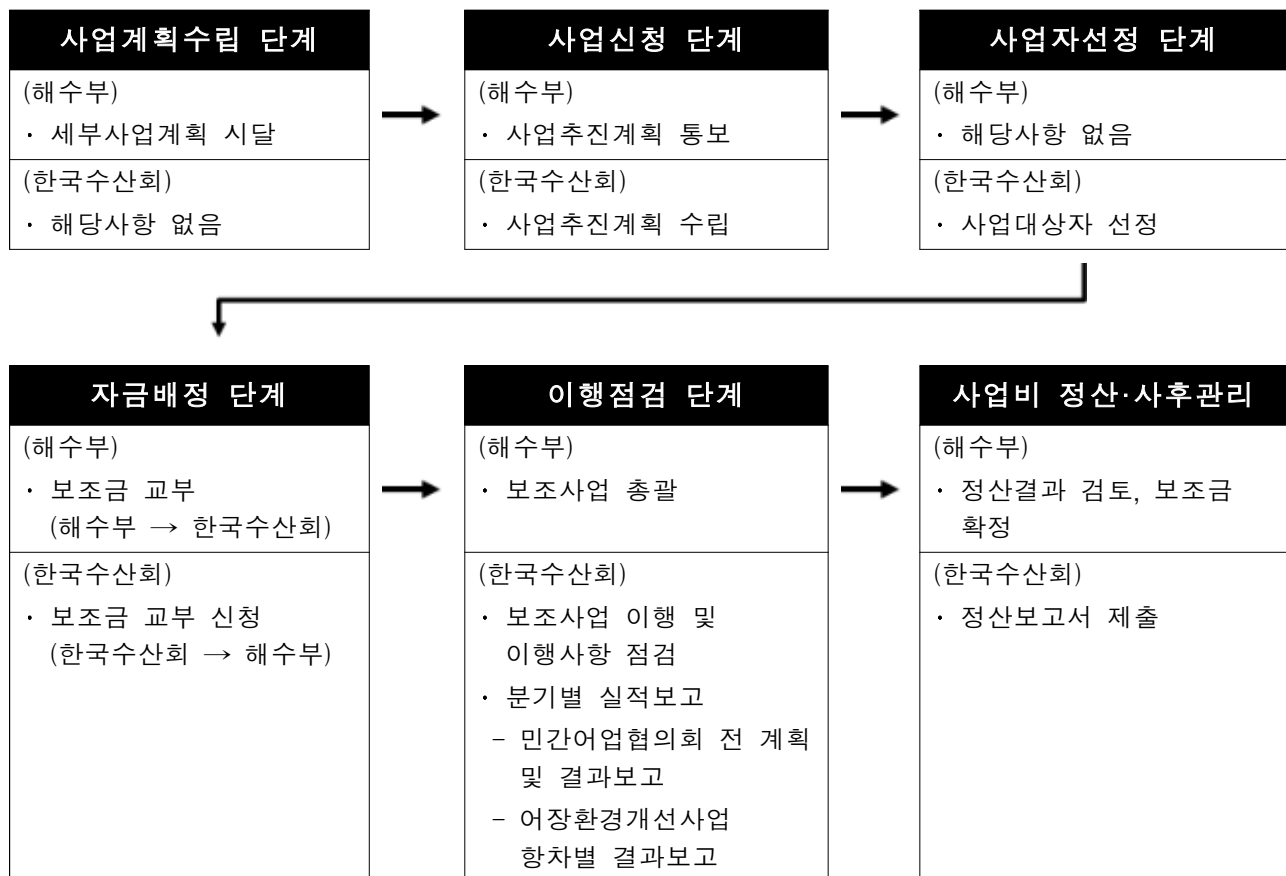 사업계획수립 단계
(해수부)
· 세부사업계획 시달
(한국수산회)
· 해당사항 없음
사업신청 단계
(해수부)
· 사업추진계획 통보
(한국수산회)
· 사업추진계획 수립
사업자선정 단계
(해수부)
· 해당사항 없음
(한국수산회)
· 사업대상자 선정
자금배정 단계
(해수부)
· 보조금 교부
(해수부 → 한국수산회)
(한국수산회)
· 보조금 교부 신청
(한국수산회 → 해수부)
이행점검 단계
(해수부)
· 보조사업 총괄
(한국수산회)
· 보조사업 이행 및
이행사항 점검
· 분기별 실적보고
- 민간어업협의회 전 계획
및 결과보고
- 어장환경개선사업
항차별 결과보고
사업비 정산·사후관리
(해수부)
· 정산결과 검토, 보조금
확정
(한국수산회)
· 정산보고서 제출